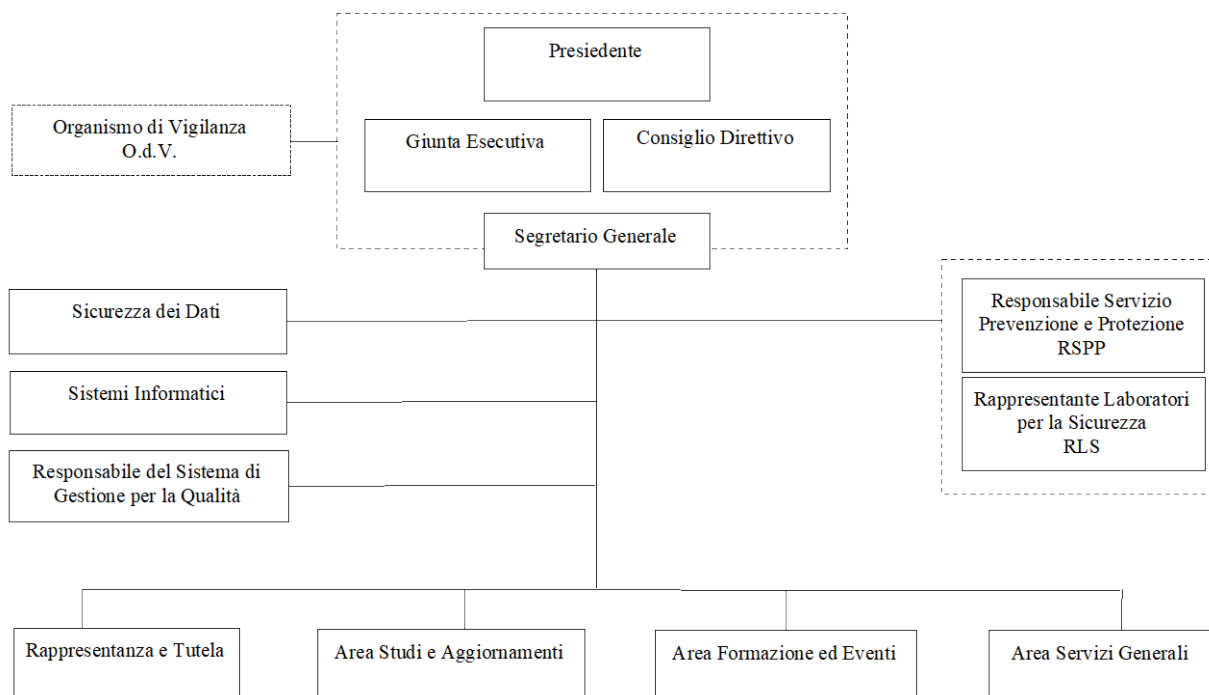 Presiedente
Organismo di Vigilanza
O.d.V.
Giunta Esecutiva
Consiglio Direttivo
Segretario Generale
Sicurezza dei Dati
Responsabile Servizio
Prevenzione e Protezione
RSPP
Sistemi Informatici
Rappresentante Laboratori
per la Sicurezza
RLS
Responsabile del Sistema di
Gestione per la Qualità
Rappresentanza e Tutela
Area Studi e Aggiornamenti
Area Formazione ed Eventi
Area Servizi Generali